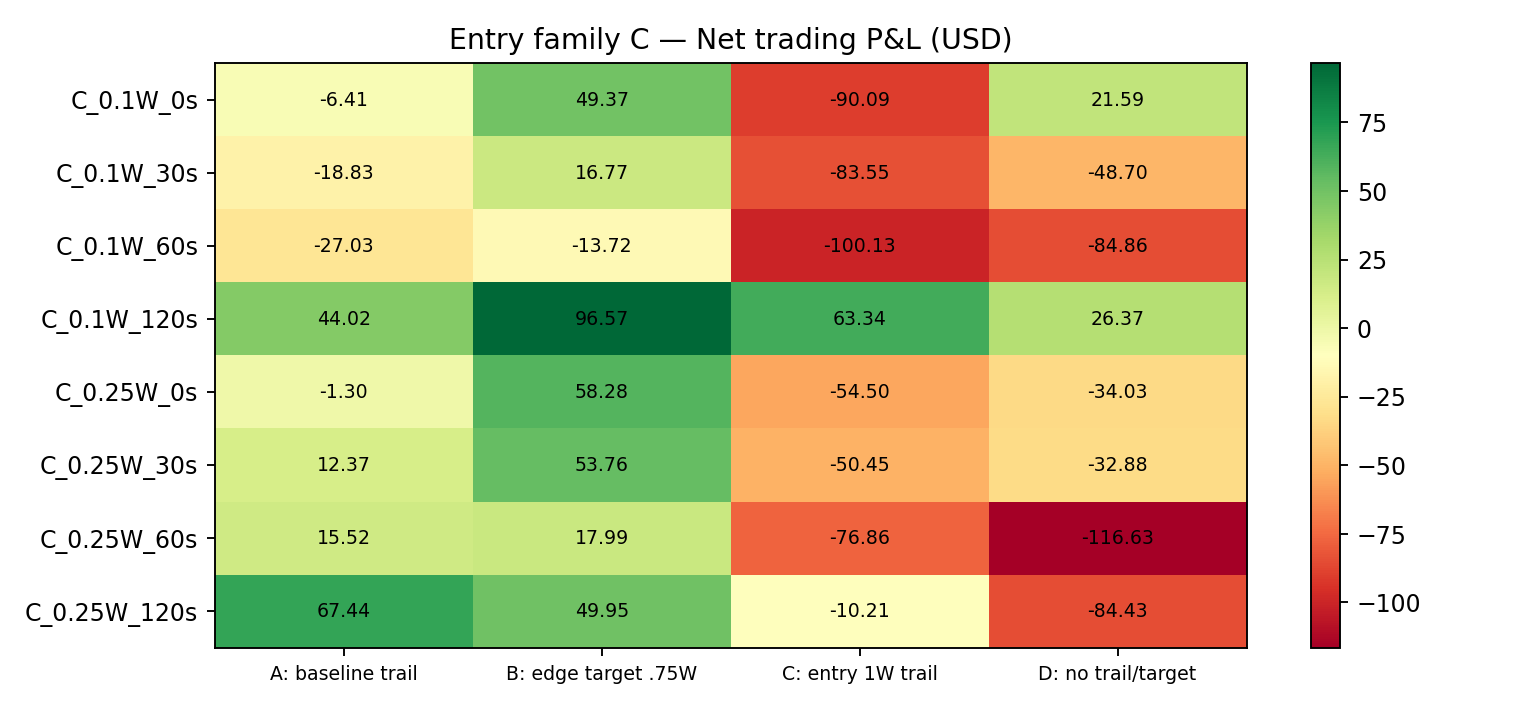 Entry family C — Net trading P&L (USD)
C_0.1W_0s -6.41 49.37 -90.09 21.59
C_0.1W_30s -18.83 16.77 -83.55 -48.70
C_0.1W_60s -27.03 -13.72 -100.13 -84.86
C_0.1W_120s 44.02 96.57 63.34 26.37
C_0.25W_0s -1.30 58.28 -54.50 -34.03
C_0.25W_30s 12.37 53.76 -50.45 -32.88
C_0.25W_60s 15.52 17.99 -76.86 -116.63
C_0.25W_120s 67.44 49.95 -10.21 -84.43
A: baseline trail B: edge target .75W C: entry 1W trail D: no trail/target
75
50
25
0
−25
−50
−75
−100